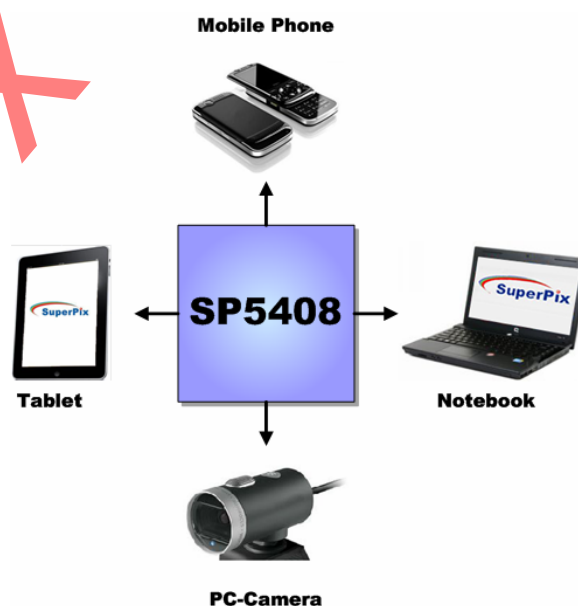 Mobile Phone
SP5408
SuperPix
SuperPix
Tablet
Notebook
PC-Camera